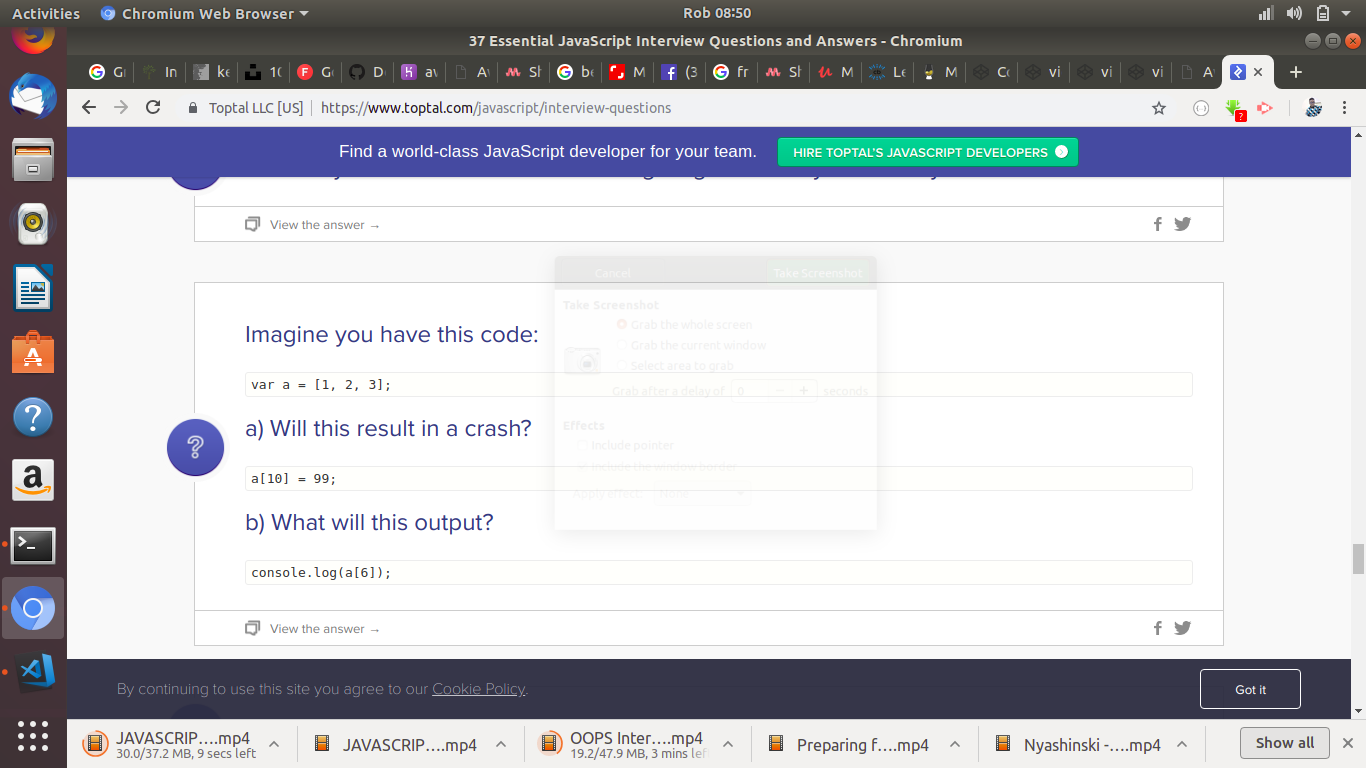 Activities
Chromium Web Browser
Rob 08:50
37 Essential JavaScript Interview Questions and Answers - Chromium
G In ke 10 G D av A Sh be M (3 fr Sh M Le M C vi vi vi A
Toptal LLC [US]
https://www.toptal.com/javascript/interview-questions
Find a world-class JavaScript developer for your team.
HIRE TOPTAL'S JAVASCRIPT DEVELOPERS
View the answer →
Cancel
Take Screenshot
Take Screenshot
Grab the whole screen
Grab the current window
Select area to grab
Grab after a delay of 0 − + seconds
Effects
Include pointer
Include the window border
Apply effect: None
Imagine you have this code:
var a = [1, 2, 3];
a) Will this result in a crash?
a[10] = 99;
b) What will this output?
console.log(a[6]);
View the answer →
By continuing to use this site you agree to our Cookie Policy.
Got it
JAVASCRIP....mp4
30.0/37.2 MB, 9 secs left
JAVASCRIP....mp4
OOPS Inter....mp4
19.2/47.9 MB, 3 mins lef
Preparing f....mp4
Nyashinski -....mp4
Show all